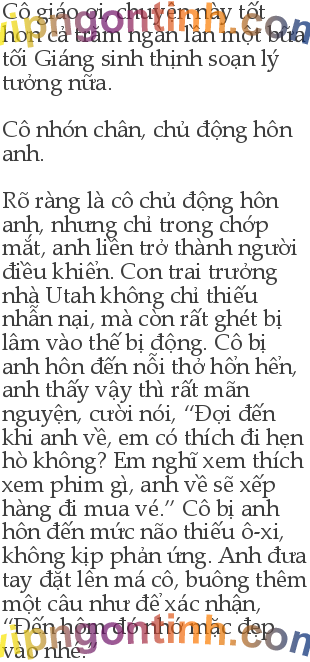 Cô giáo ơi, chuyện này tốt
hơn cả trăm ngàn lần một bữa
tối Giáng sinh thịnh soạn lý
tưởng nữa.
Cô nhón chân, chủ động hôn
anh.
Rõ ràng là cô chủ động hôn
anh, nhưng chỉ trong chớp
mắt, anh liền trở thành người
điều khiển. Con trai trưởng
nhà Utah không chỉ thiếu
nhẫn nại, mà còn rất ghét bị
lâm vào thế bị động. Cô bị
anh hôn đến nỗi thở hổn hển,
anh thấy vậy thì rất mãn
nguyện, cười nói, “Đợi đến
khi anh về, em có thích đi hẹn
hò không? Em nghĩ xem thích
xem phim gì, anh về sẽ xếp
hàng đi mua vé.” Cô bị anh
hôn đến mức não thiếu ô-xi,
không kịp phản ứng. Anh đưa
tay đặt lên má cô, buông thêm
một câu như để xác nhận,
“Đến hôm đó nhớ mặc đẹp
vào nhé.”
vipngontinh.com
vipngontinh.com